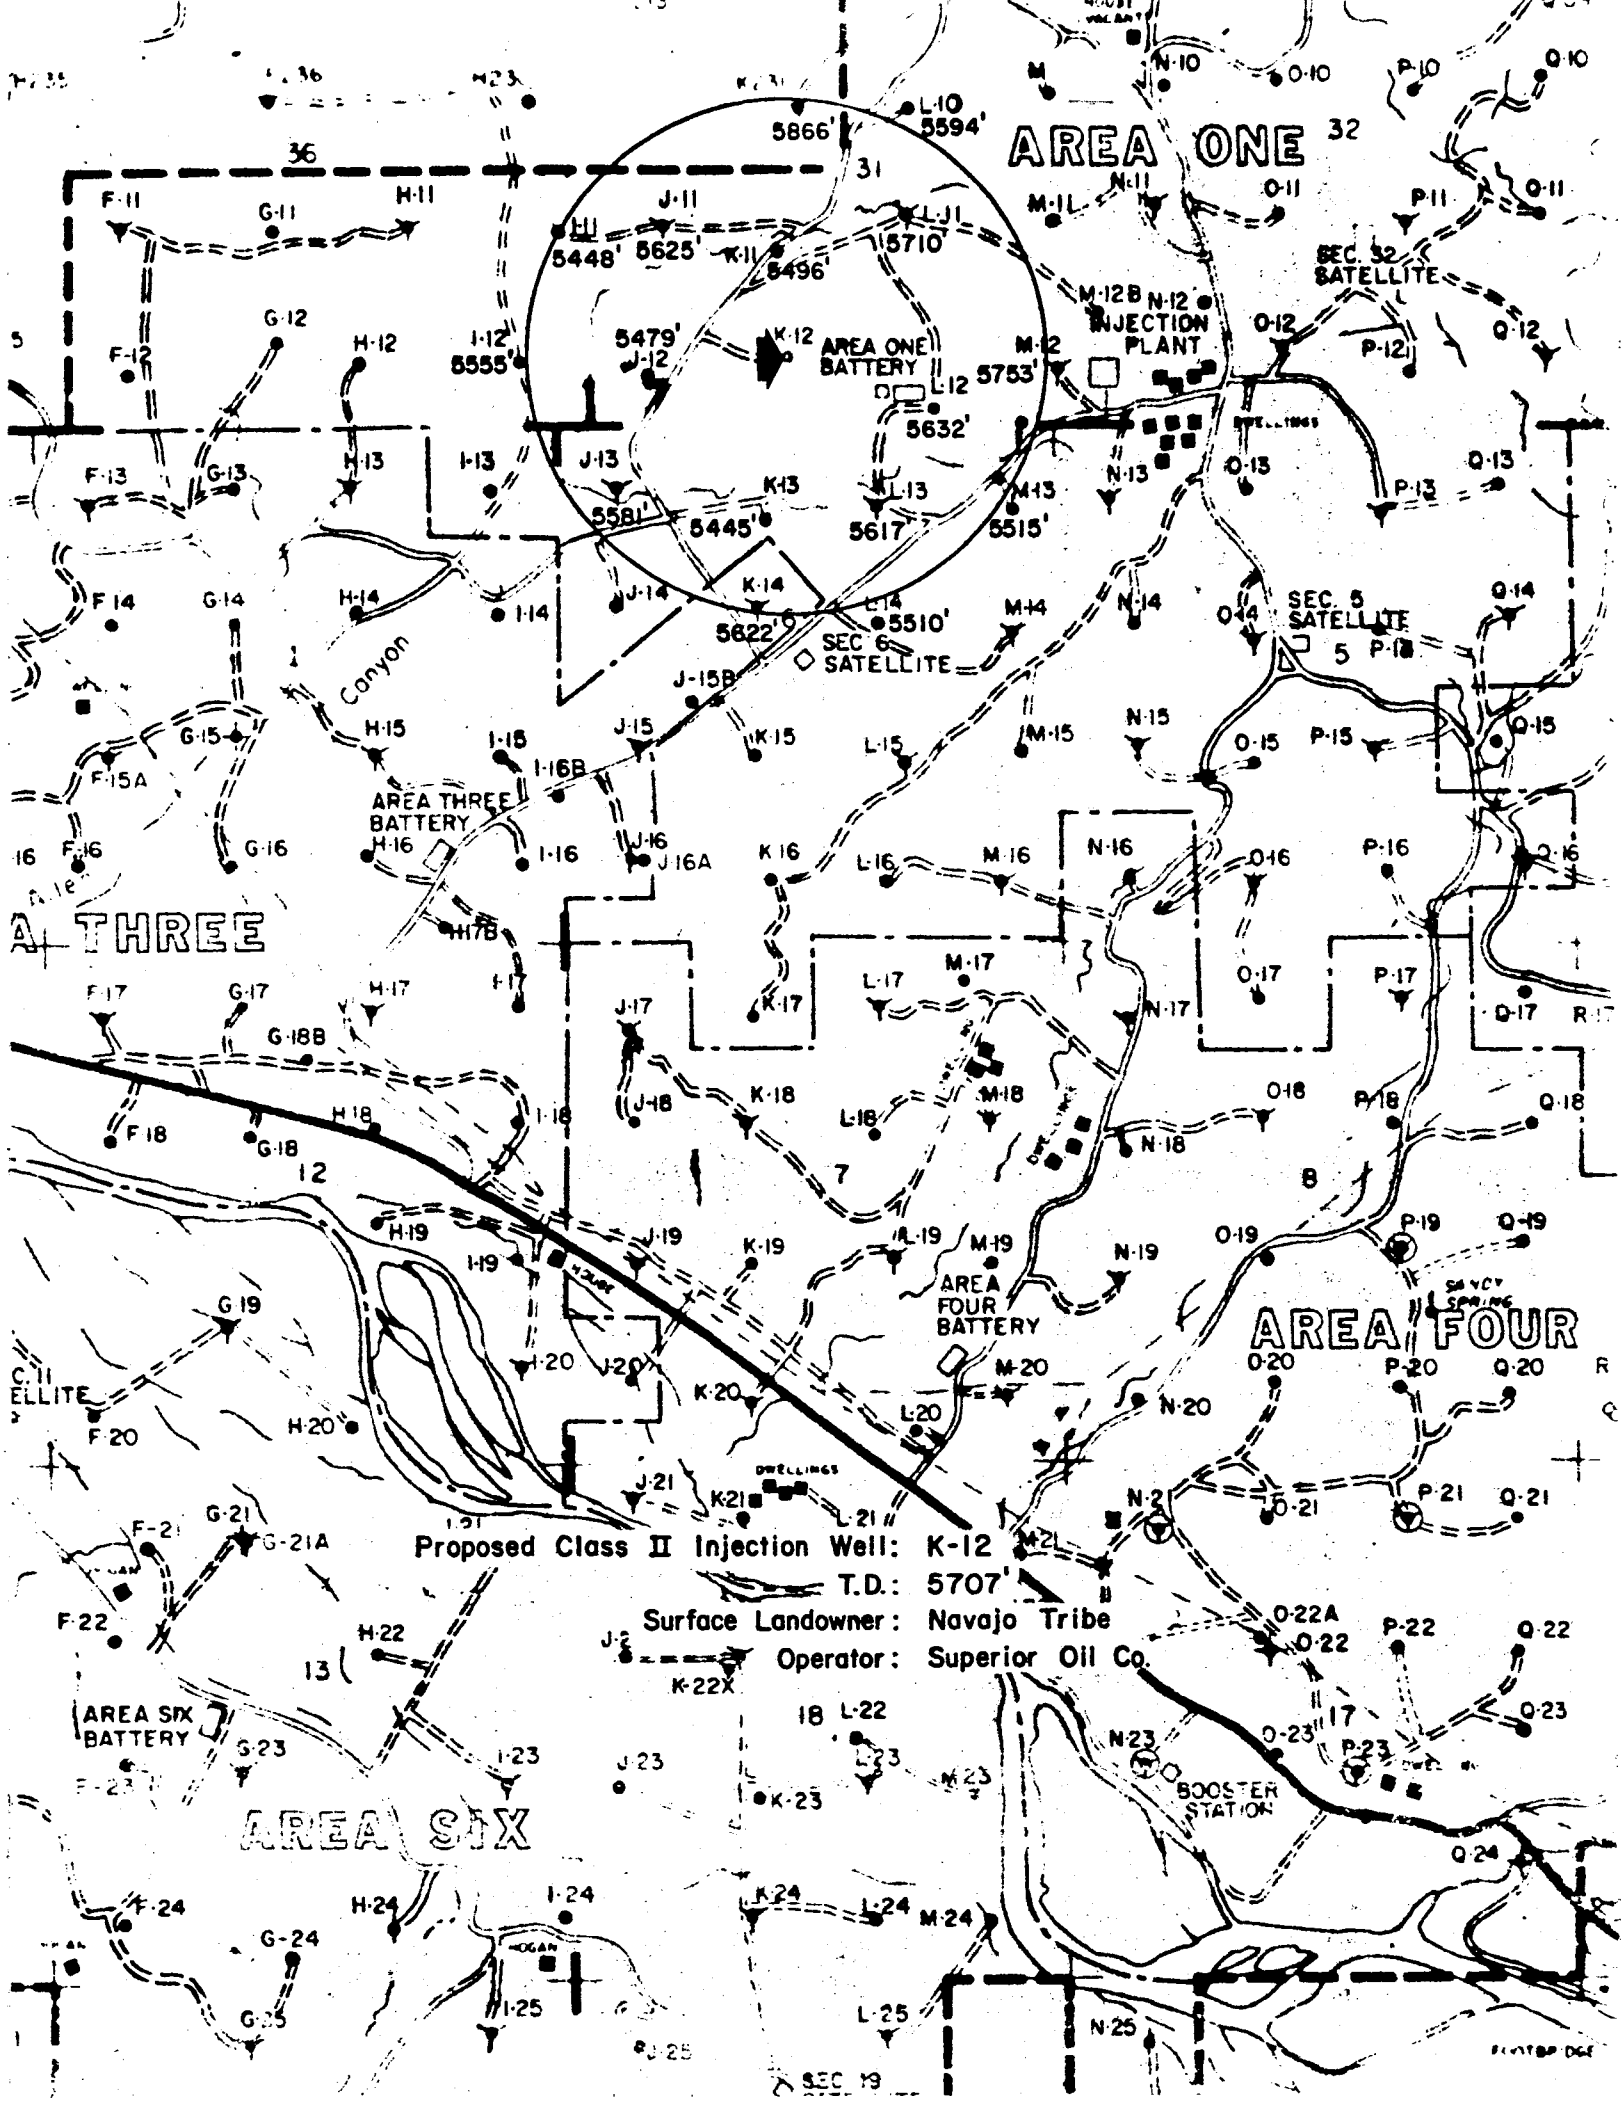 N-10
O-10
P-10
Q-10
L-10
5594'
5866'
AREA ONE
32
36
31
F-11
G-11
H-11
J-11
5448'
5625'
K-11
5496'
L-11
5710'
M-11
N-11
O-11
P-11
Q-11
SEC. 32
SATELLITE
M-12B
N-12
INJECTION
PLANT
G-12
F-12
H-12
I-12
5555'
5479'
J-12
K-12
AREA ONE
BATTERY
L-12
5632'
M-12
5753'
O-12
P-12
Q-12
DWELLINGS
F-13
G-13
H-13
I-13
J-13
5581'
K-13
5445'
L-13
5617'
M-13
5515'
N-13
O-13
P-13
Q-13
F-14
G-14
H-14
I-14
J-14
K-14
5622'
6
L-14
5510'
SEC 6
SATELLITE
M-14
N-14
O-14
SEC. 5
SATELLITE
5
Q-14
Canyon
J-15B
G-15
F-15A
H-15
I-15
J-15
K-15
L-15
M-15
N-15
O-15
P-15
Q-15
I-16B
AREA THREE
BATTERY
F-16
G-16
H-16
I-16
J-16
J-16A
K-16
L-16
M-16
N-16
O-16
P-16
A THREE
H17B
F-17
G-17
H-17
I-17
J-17
K-17
L-17
M-17
N-17
O-17
P-17
Q-17
G-18B
F-18
G-18
H-18
I-18
J-18
K-18
L-18
M-18
N-18
O-18
P-18
Q-18
12
7
8
H-19
I-19
HOUSE
J-19
K-19
L-19
M-19
N-19
O-19
P-19
Q-19
G-19
AREA
FOUR
BATTERY
SANDY
SPRING
AREA FOUR
F-20
H-20
I-20
J-20
K-20
L-20
M-20
N-20
O-20
P-20
Q-20
DWELLINGS
F-21
G-21
G-21A
J-21
K-21
L-21
M-21
O-21
P-21
Q-21
Proposed Class II Injection Well: K-12
T.D.: 5707'
Surface Landowner: Navajo Tribe
Operator: Superior Oil Co.
F-22
H-22
K-22X
O-22A
O-22
P-22
Q-22
13
18
L-22
17
AREA SIX
BATTERY
F-23
G-23
I-23
J-23
K-23
L-23
M-23
N-23
O-23
P-23
Q-23
BOOSTER
STATION
AREA SIX
F-24
G-24
H-24
I-24
K-24
L-24
M-24
Q-24
HOGAN
G-25
I-25
J-25
L-25
N-25
FOOTBRIDGE
SEC 19